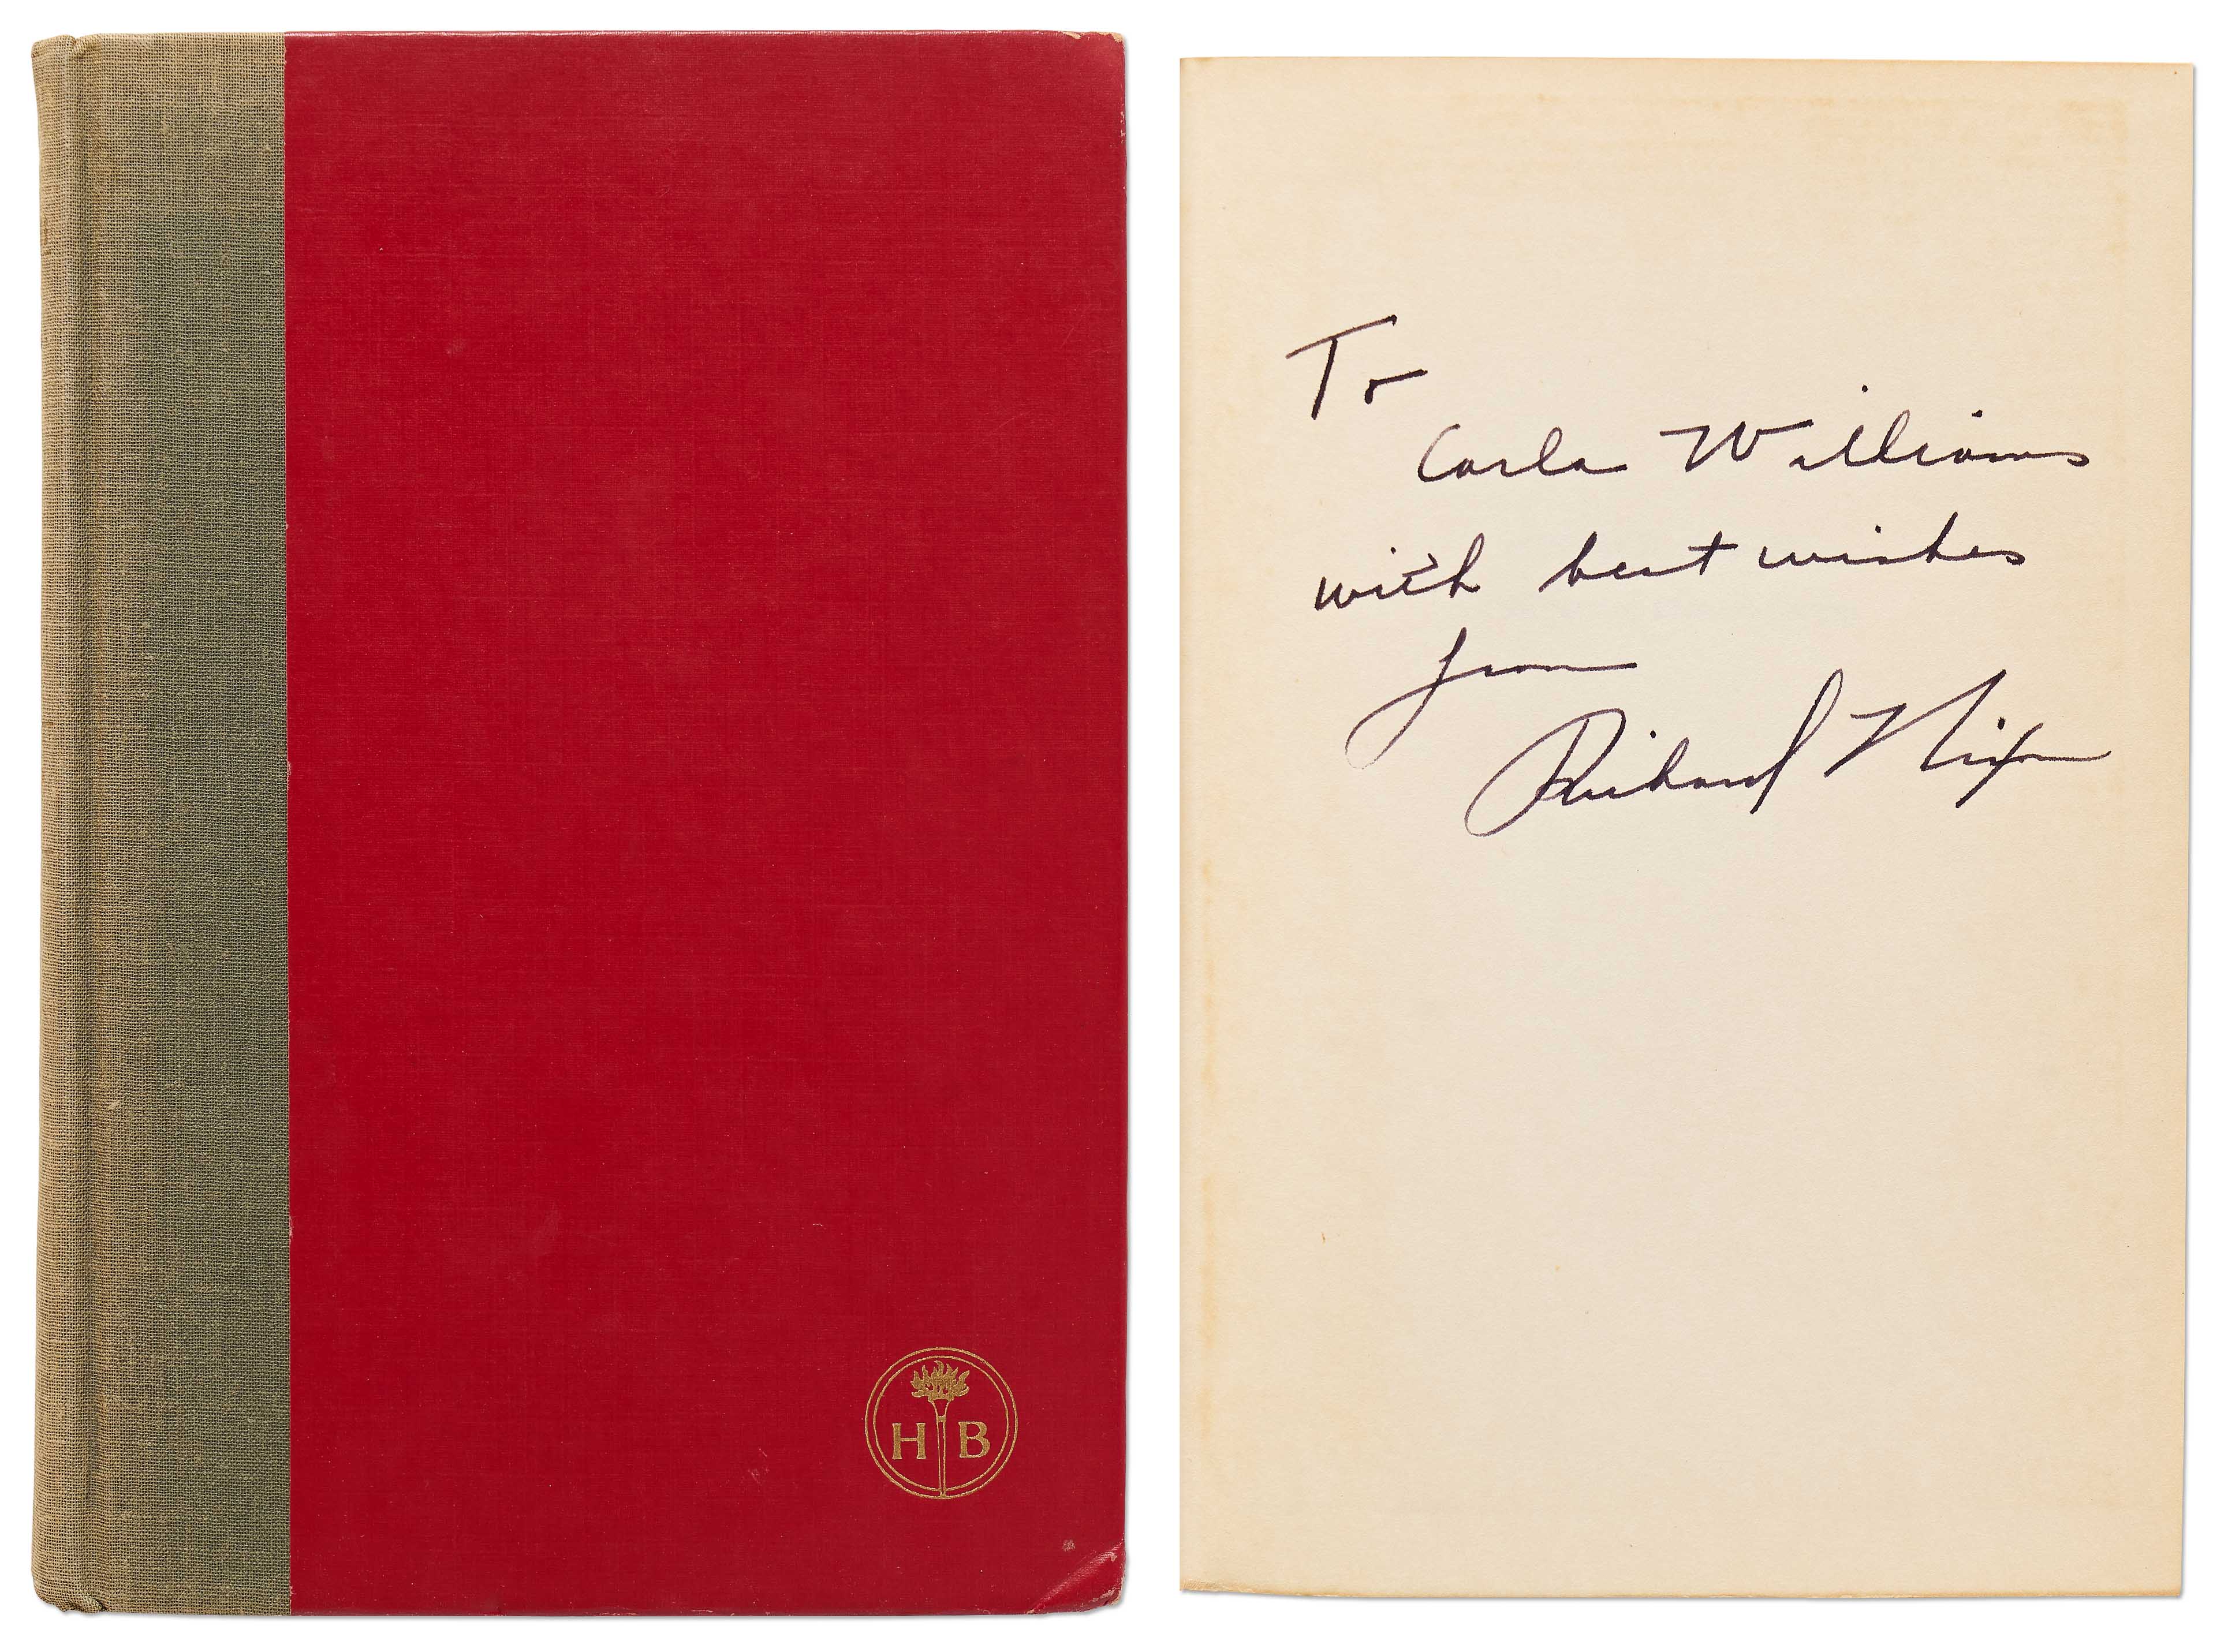 H B
To
Carla Williams
with best wishes
from
Richard Nixon